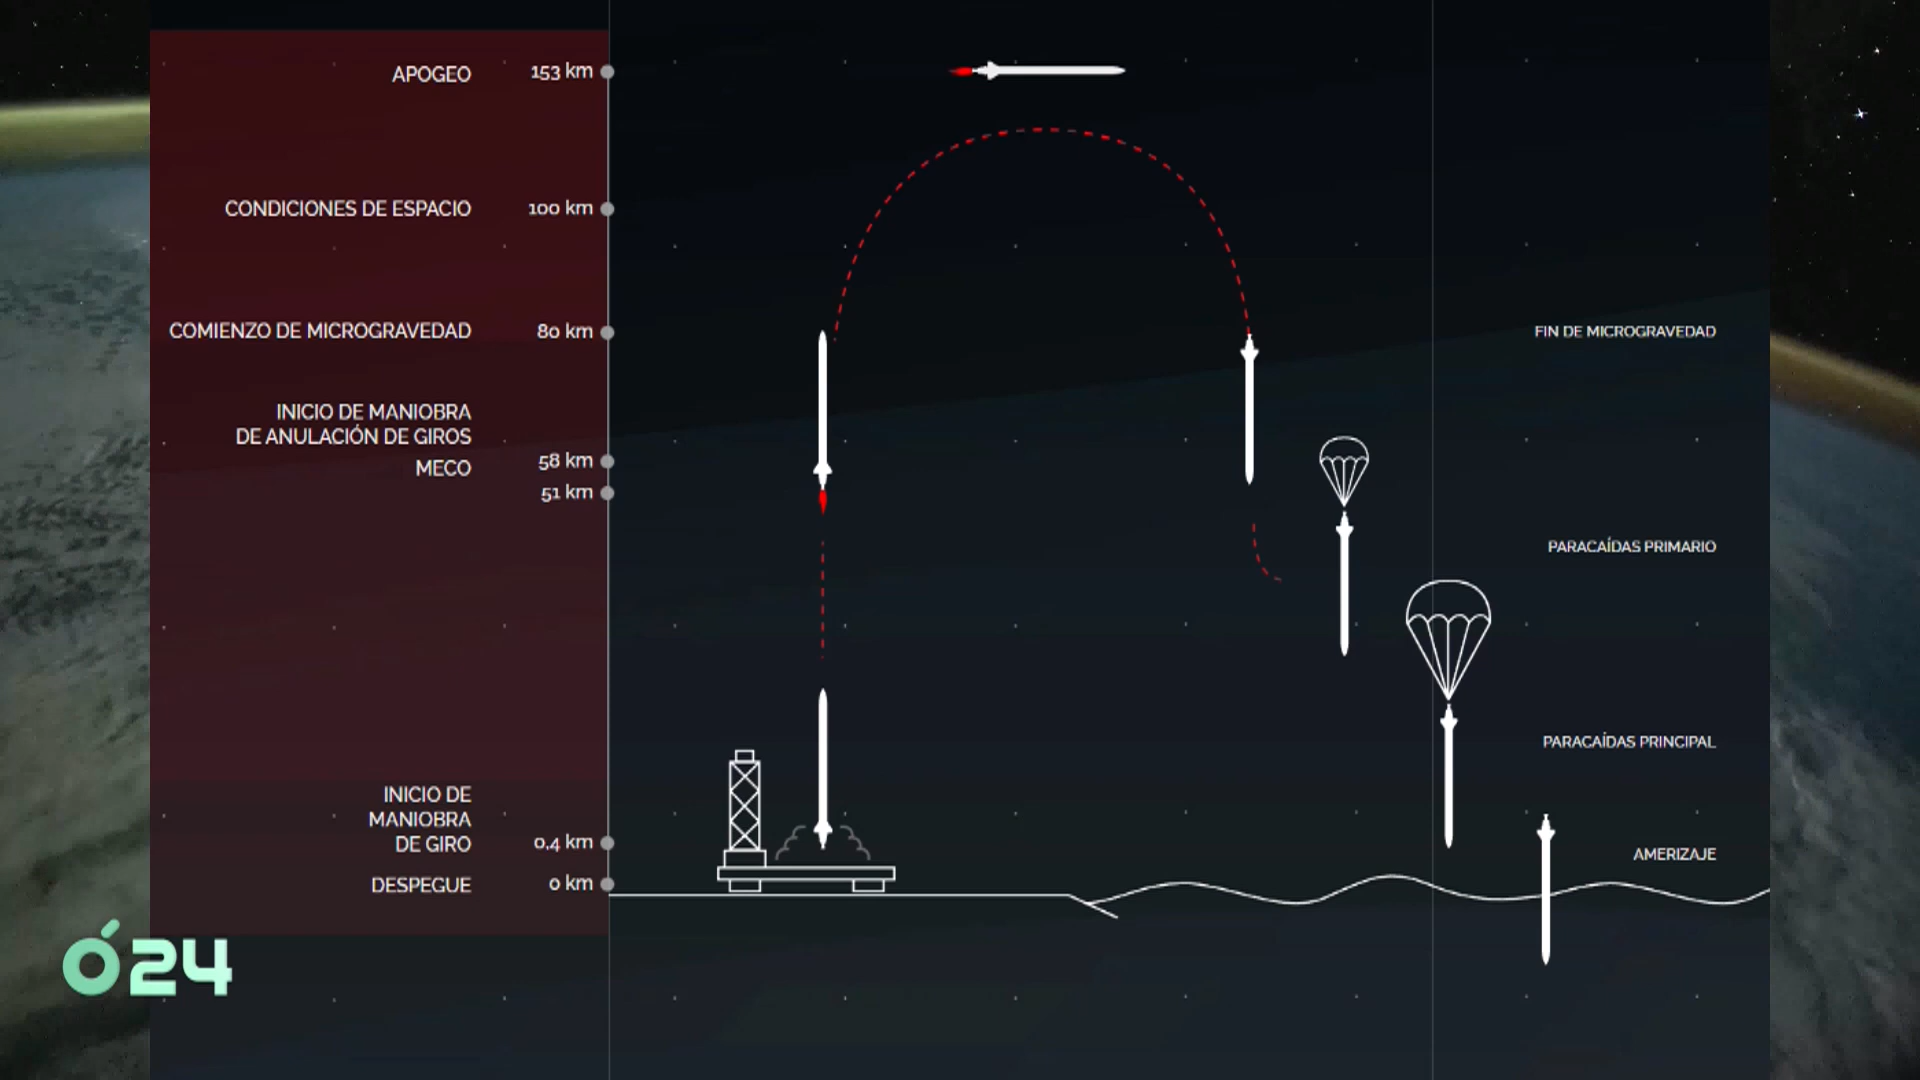 APOGEO 153 km
CONDICIONES DE ESPACIO 100 km
COMIENZO DE MICROGRAVEDAD 80 km
FIN DE MICROGRAVEDAD
INICIO DE MANIOBRA
DE ANULACIÓN DE GIROS
58 km
MECO
51 km
PARACAÍDAS PRIMARIO
PARACAÍDAS PRINCIPAL
INICIO DE
MANIOBRA
DE GIRO 0,4 km
AMERIZAJE
DESPEGUE 0 km
ó24